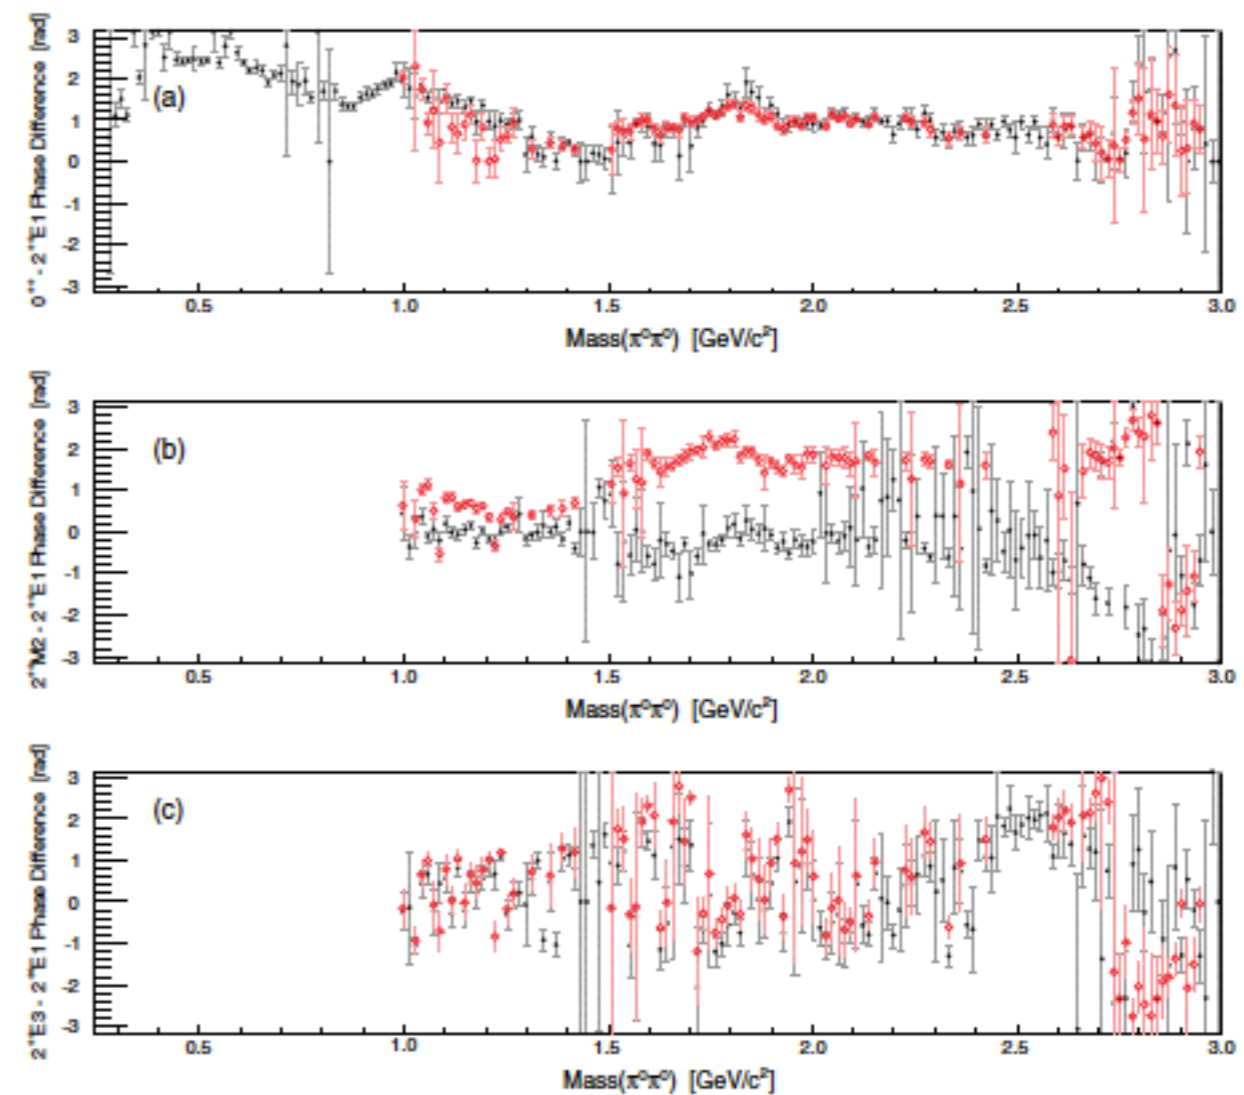 0⁺⁺ - 2⁺⁺E1 Phase Difference [rad]
3
2
1
0
-1
-2
-3
(a)
0.5 1.0 1.5 2.0 2.5 3.0
Mass(π⁰π⁰) [GeV/c²]
2⁺⁺M2 - 2⁺⁺E1 Phase Difference [rad]
3
2
1
0
-1
-2
-3
(b)
0.5 1.0 1.5 2.0 2.5 3.0
Mass(π⁰π⁰) [GeV/c²]
2⁺⁺E3 - 2⁺⁺E1 Phase Difference [rad]
3
2
1
0
-1
-2
-3
(c)
0.5 1.0 1.5 2.0 2.5 3.0
Mass(π⁰π⁰) [GeV/c²]